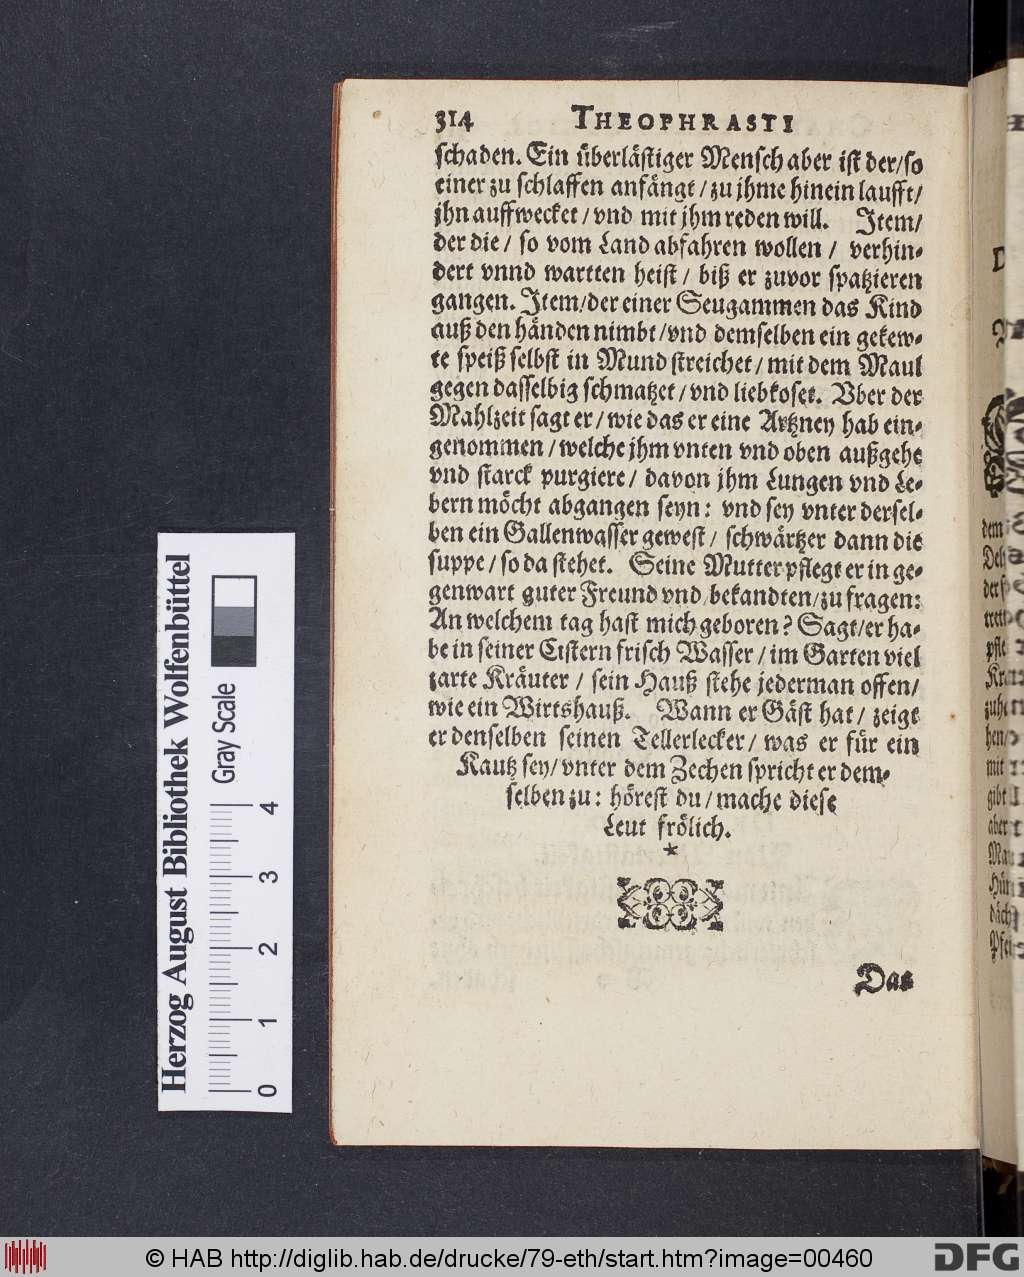 314 THEOPHRASTI
schaden. Ein überlästiger Mensch aber ist der/so
einer zu schlaffen anfängt/zu jhme hinein laufft/
jhn auffwecket/vnd mit jhm reden will. Jtem/
der die/ so vom Land abfahren wollen/ verhin-
dert vnnd wartten heist/ biß er zuvor spatzieren
gangen. Jtem/der einer Seugammen das Kind
auß den händen nimbt/vnd demselben ein gekew-
te speiß selbst in Mund streichet/mit dem Maul
gegen dasselbig schmatzet/vnd liebkoset. Vber der
Mahlzeit sagt er/wie das er eine Artzney hab ein-
genommen/welche jhm vnten vnd oben außgehe
vnd starck purgiere/ davon jhm Lungen vnd Le-
bern möcht abgangen seyn: vnd sey vnter dersel-
ben ein Gallenwasser gewest/ schwärtzer dann die
suppe/so da stehet. Seine Mutter pflegt er in ge-
genwart guter Freund vnd bekandten/zu fragen:
An welchem tag hast mich geboren? Sagt/er ha-
be in seiner Cistern frisch Wasser/im Garten viel
zarte Kräuter/ sein Hauß stehe jederman offen/
wie ein Wirtshauß. Wann er Gäst hat/ zeigt
er denselben seinen Tellerlecker/was er für ein
Kautz sey/vnter dem Zechen spricht er dem-
selben zu: hörest du/mache diese
Leut frölich.
*
Das
Herzog August Bibliothek Wolfenbüttel
Gray Scale
0 1 2 3 4
© HAB http://diglib.hab.de/drucke/79-eth/start.htm?image=00460
DFG